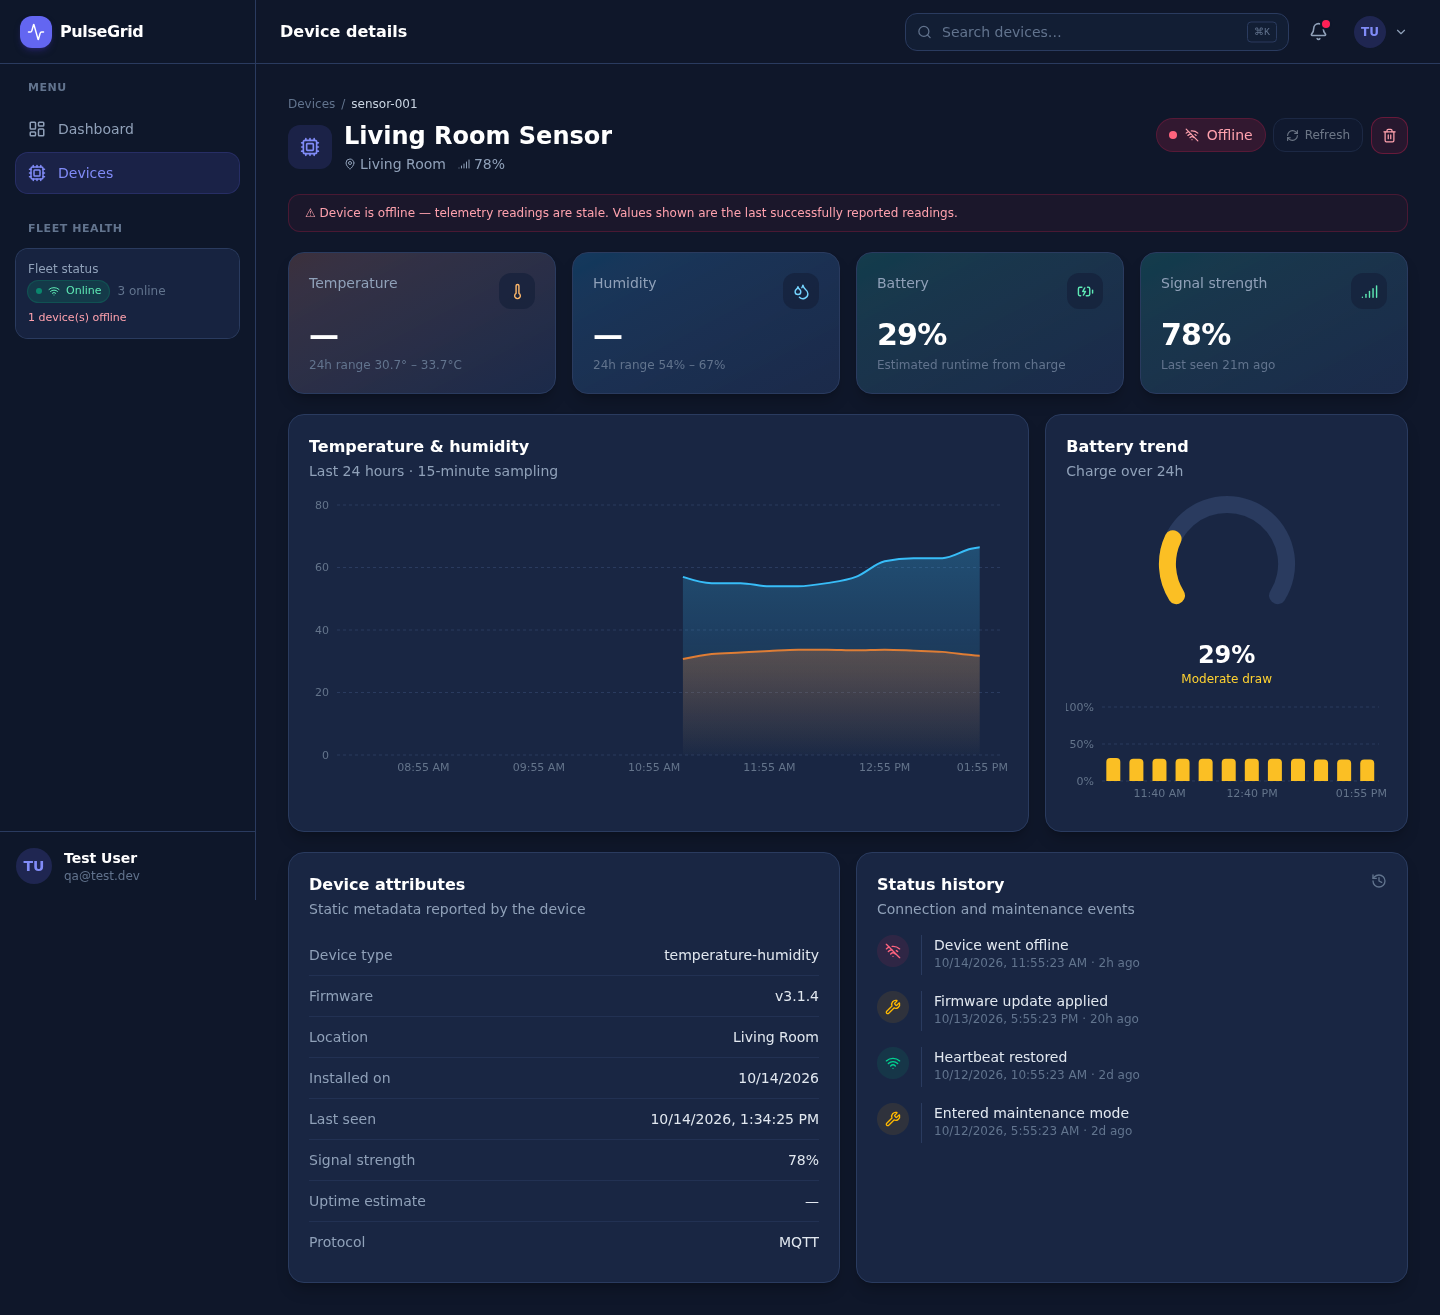 PulseGrid
Device details
Search devices...
⌘K
TU
MENU
Dashboard
Devices
FLEET HEALTH
Fleet status
Online
3 online
1 device(s) offline
Test User
qa@test.dev
TU
Devices / sensor-001
Living Room Sensor
Living Room 78%
Offline
Refresh
⚠ Device is offline — telemetry readings are stale. Values shown are the last successfully reported readings.
Temperature
—
24h range 30.7° – 33.7°C
Humidity
—
24h range 54% – 67%
Battery
29%
Estimated runtime from charge
Signal strength
78%
Last seen 21m ago
Temperature & humidity
Last 24 hours · 15-minute sampling
80
60
40
20
0
08:55 AM 09:55 AM 10:55 AM 11:55 AM 12:55 PM 01:55 PM
Battery trend
Charge over 24h
29%
Moderate draw
100%
50%
0%
11:40 AM 12:40 PM 01:55 PM
Device attributes
Static metadata reported by the device
Device type temperature-humidity
Firmware v3.1.4
Location Living Room
Installed on 10/14/2026
Last seen 10/14/2026, 1:34:25 PM
Signal strength 78%
Uptime estimate —
Protocol MQTT
Status history
Connection and maintenance events
Device went offline
10/14/2026, 11:55:23 AM · 2h ago
Firmware update applied
10/13/2026, 5:55:23 PM · 20h ago
Heartbeat restored
10/12/2026, 10:55:23 AM · 2d ago
Entered maintenance mode
10/12/2026, 5:55:23 AM · 2d ago